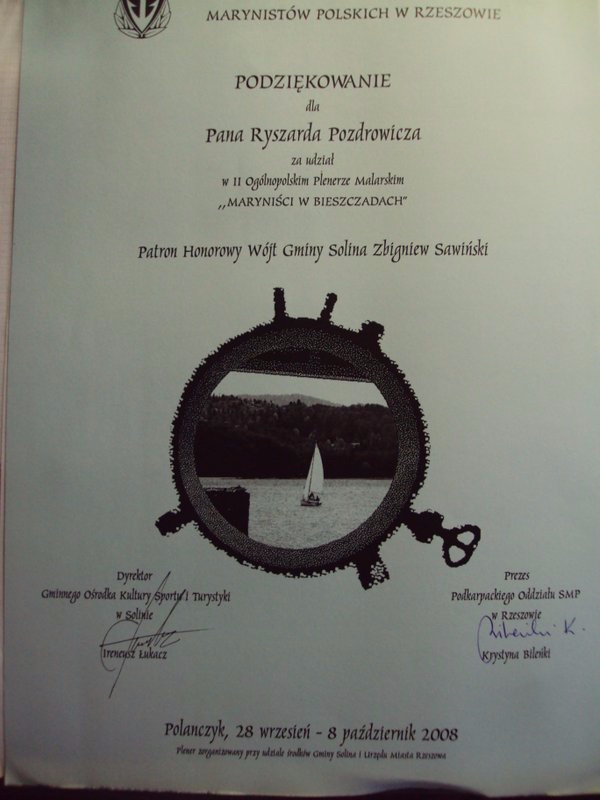 MARYNISTÓW POLSKICH W RZESZOWIE
PODZIĘKOWANIE
dla
Pana Ryszarda Pozdrowicza
za udział
w II Ogólnopolskim Plenerze Malarskim
,,MARYNIŚCI W BIESZCZADACH"
Patron Honorowy Wójt Gminy Solina Zbigniew Sawiński
Dyrektor
Gminnego Ośrodka Kultury Sportu i Turystyki
w Solinie
Ireneusz Łukacz
Prezes
Podkarpackiego Oddziału SMP
w Rzeszowie
Bileńki K.
Krystyna Bileńki
Polańczyk, 28 wrzesień - 8 październik 2008
Plener zorganizowany przy udziale środków Gminy Solina i Urzędu Miasta Rzeszowa